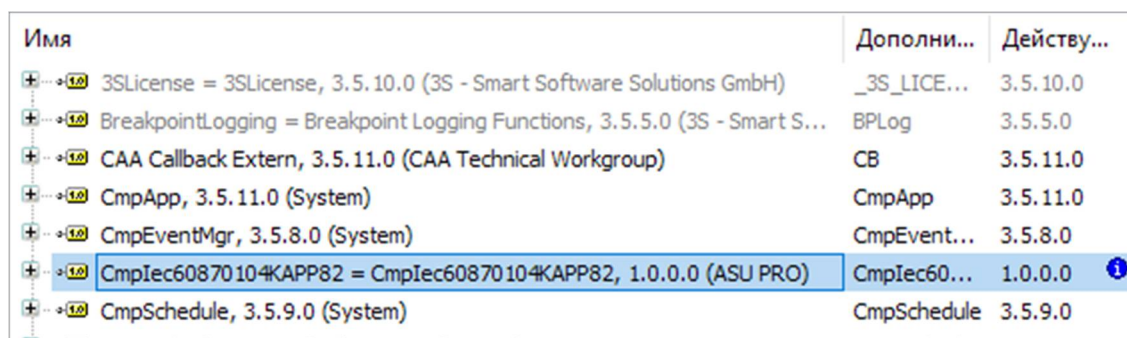 Имя Дополни... Действу...
3SLicense = 3SLicense, 3.5.10.0 (3S - Smart Software Solutions GmbH) _3S_LICE... 3.5.10.0
BreakpointLogging = Breakpoint Logging Functions, 3.5.5.0 (3S - Smart S... BPLog 3.5.5.0
CAA Callback Extern, 3.5.11.0 (CAA Technical Workgroup) CB 3.5.11.0
CmpApp, 3.5.11.0 (System) CmpApp 3.5.11.0
CmpEventMgr, 3.5.8.0 (System) CmpEvent... 3.5.8.0
CmpIec60870104KAPP82 = CmpIec60870104KAPP82, 1.0.0.0 (ASU PRO) CmpIec60... 1.0.0.0
CmpSchedule, 3.5.9.0 (System) CmpSchedule 3.5.9.0